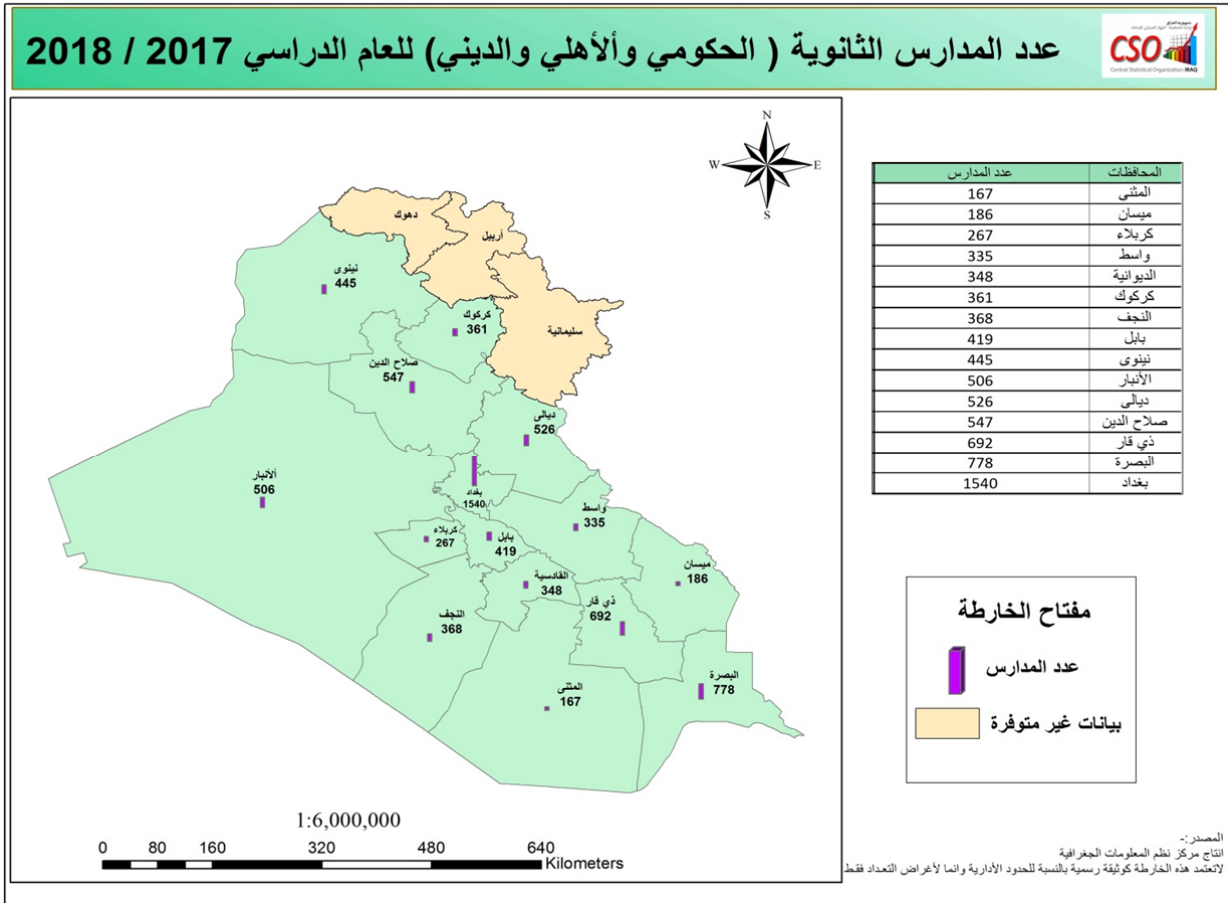 عدد المدارس الثانوية ( الحكومي وألأهلي والديني) للعام الدراسي 2017 / 2018
CSO
Central Statistical Organization IRAQ
N
W E
S
دهوك
أربيل
نينوى
445
كركوك
361
سليمانية
صلاح الدين
547
ديالى
526
ألأنبار
506
بغداد
1540
واسط
335
كربلاء
267
بابل
419
ميسان
186
القادسية
348
ذي قار
692
النجف
368
البصرة
778
المثنى
167
1:6,000,000
0 80 160 320 480 640
Kilometers
المحافظات عدد المدارس
المثنى 167
ميسان 186
كربلاء 267
واسط 335
الديوانية 348
كركوك 361
النجف 368
بابل 419
نينوى 445
الأنبار 506
ديالى 526
صلاح الدين 547
ذي قار 692
البصرة 778
بغداد 1540
مفتاح الخارطة
عدد المدارس
بيانات غير متوفرة
المصدر:-
انتاج مركز نظم المعلومات الجغرافية
لاتعتمد هذه الخارطة كوثيقة رسمية بالنسبة للحدود الأدارية وانما لأغراض التعداد فقط